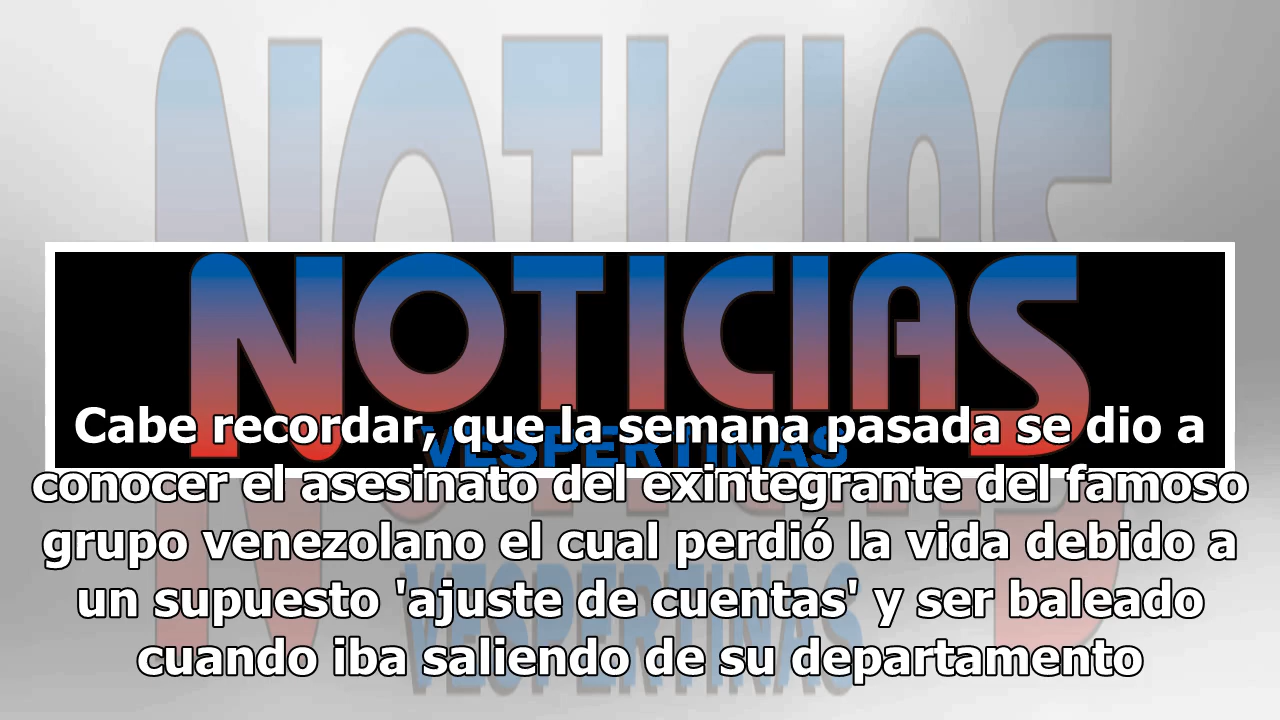 NOTICIAS
NOTICIAS
VESPERTINAS
Cabe recordar, que la semana pasada se dio a
conocer el asesinato del exintegrante del famoso
grupo venezolano el cual perdió la vida debido a
un supuesto 'ajuste de cuentas' y ser baleado
cuando iba saliendo de su departamento
VESPERTINAS